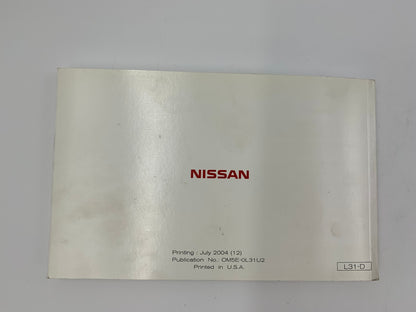 NISSAN
Printing : July 2004 (12)
Publication No.: OM5E-0L31U2
Printed in U.S.A.
L31-D